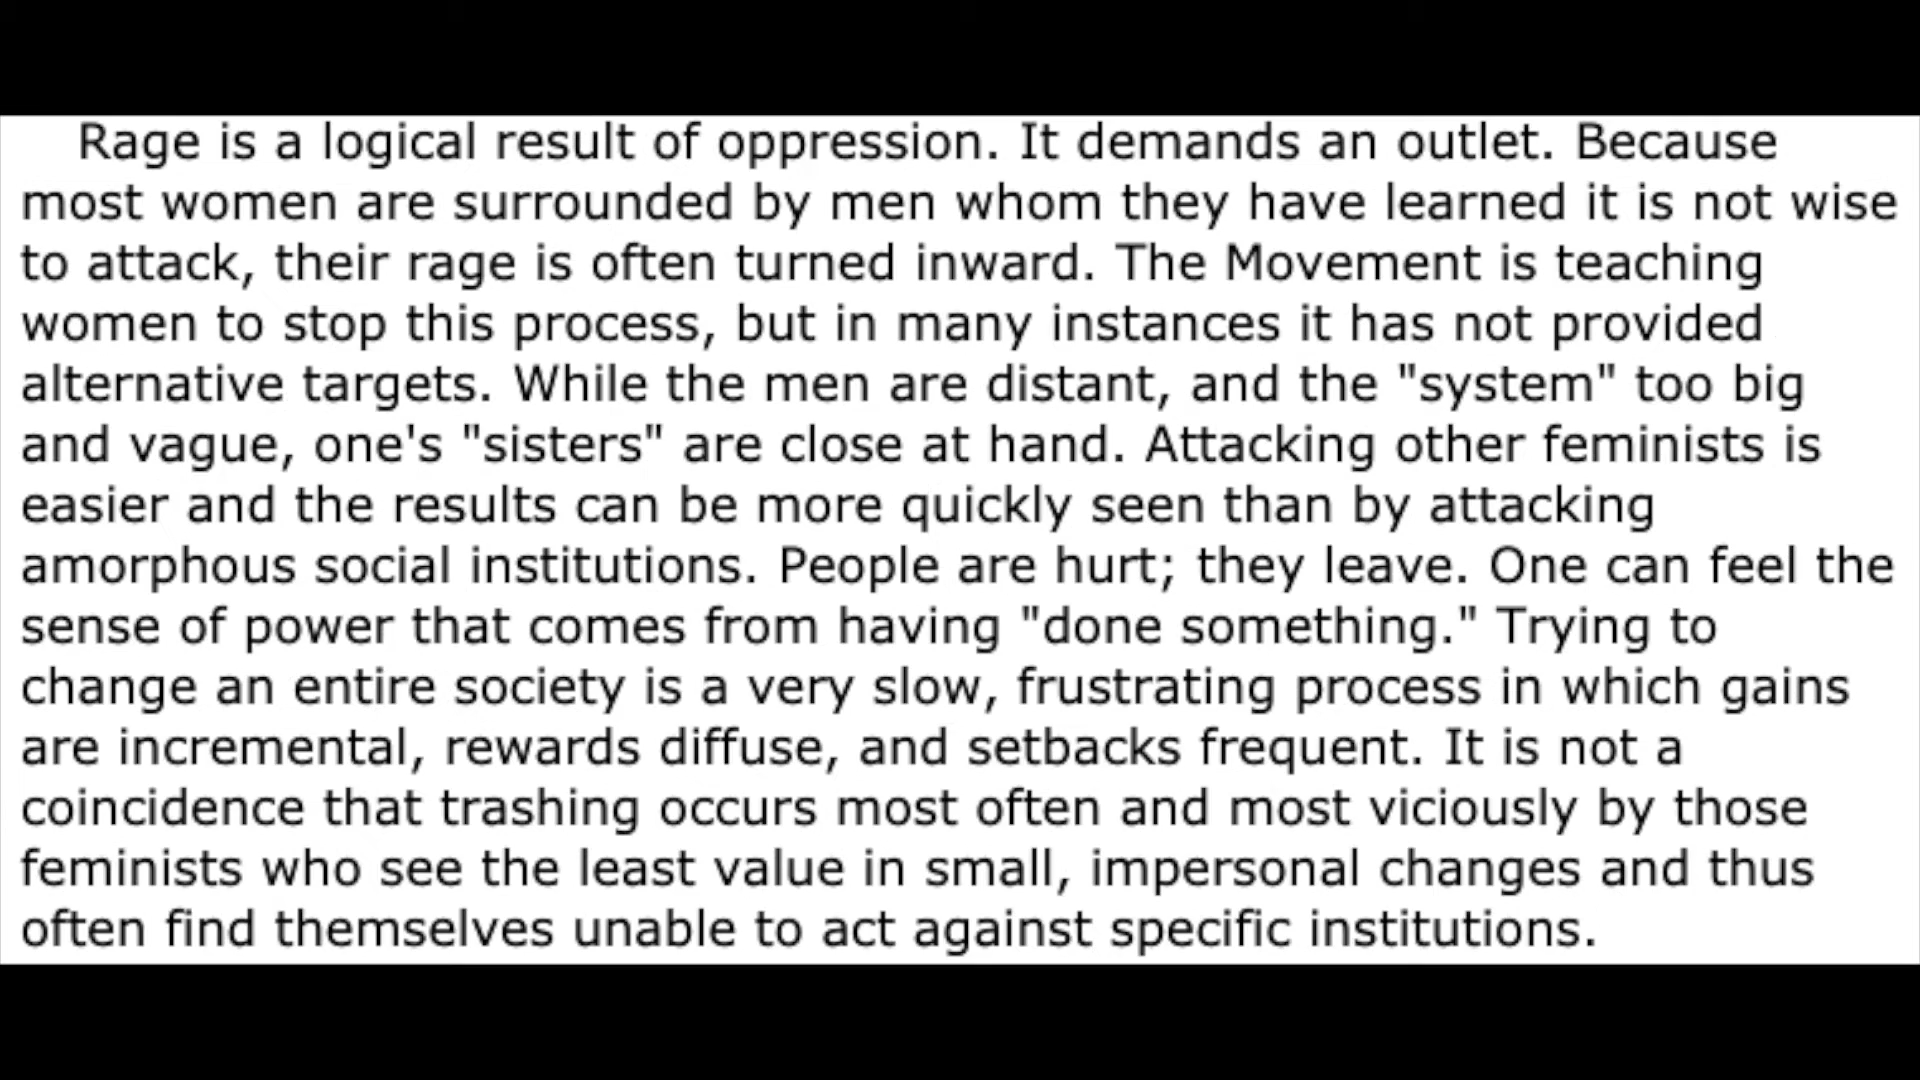 Rage is a logical result of oppression. It demands an outlet. Because
most women are surrounded by men whom they have learned it is not wise
to attack, their rage is often turned inward. The Movement is teaching
women to stop this process, but in many instances it has not provided
alternative targets. While the men are distant, and the "system" too big
and vague, one's "sisters" are close at hand. Attacking other feminists is
easier and the results can be more quickly seen than by attacking
amorphous social institutions. People are hurt; they leave. One can feel the
sense of power that comes from having "done something." Trying to
change an entire society is a very slow, frustrating process in which gains
are incremental, rewards diffuse, and setbacks frequent. It is not a
coincidence that trashing occurs most often and most viciously by those
feminists who see the least value in small, impersonal changes and thus
often find themselves unable to act against specific institutions.